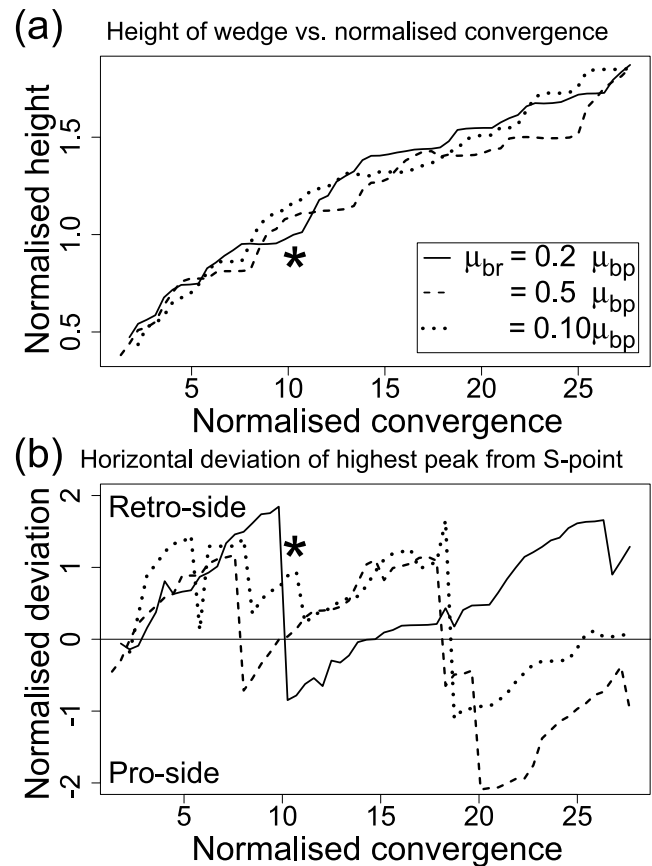 (a) Height of wedge vs. normalised convergence
Normalised height
1.5
1.0
0.5
*
μbr = 0.2 μbp
= 0.5 μbp
= 0.10μbp
5 10 15 20 25
Normalised convergence
(b) Horizontal deviation of highest peak from S-point
Normalised deviation
2
1
0
-1
-2
Retro-side
*
Pro-side
5 10 15 20 25
Normalised convergence